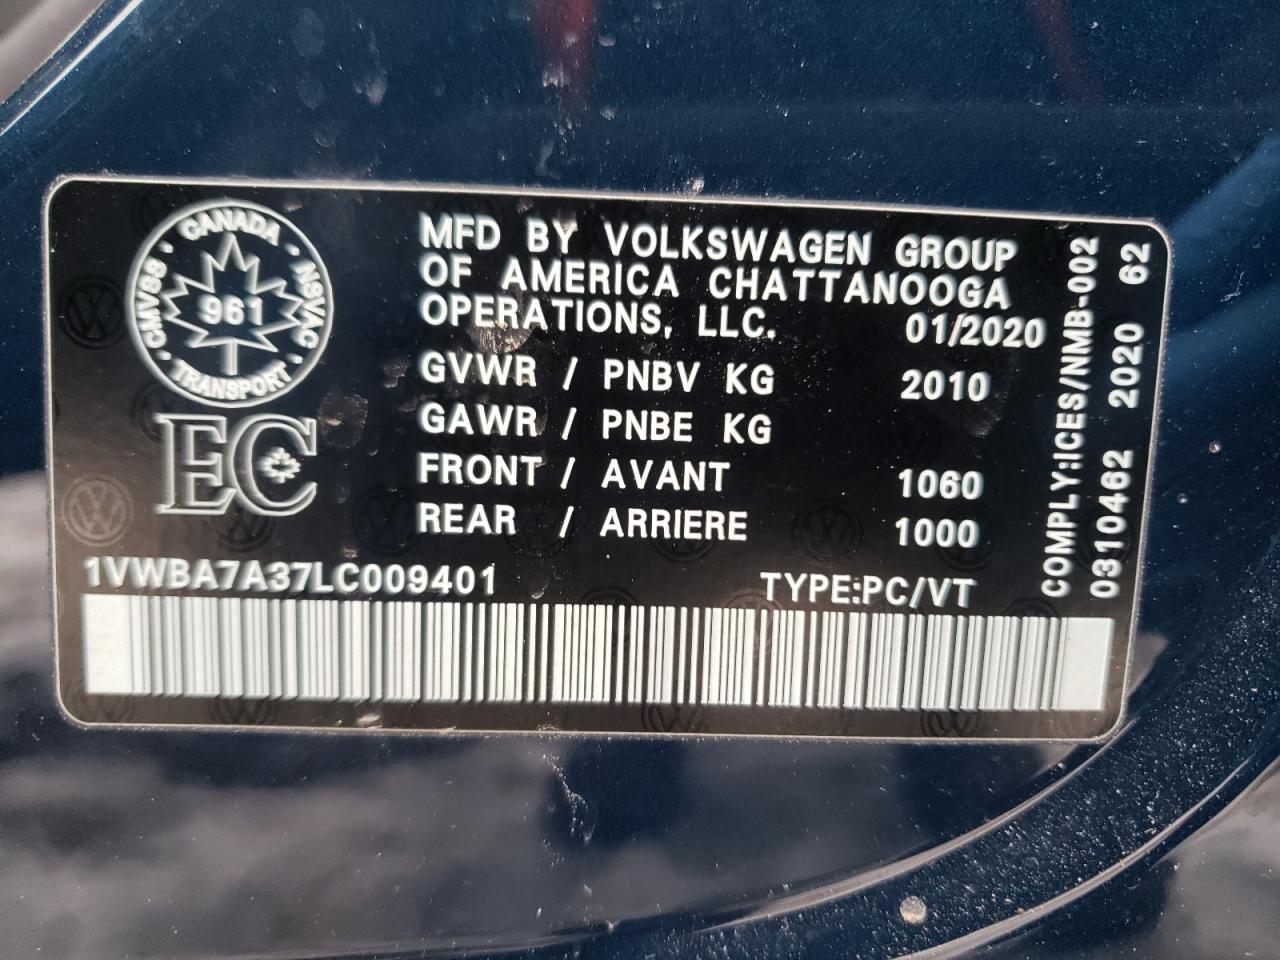 CANADA
CMVSS · NSVAC
961
TRANSPORT
EC
MFD BY VOLKSWAGEN GROUP
OF AMERICA CHATTANOOGA
OPERATIONS, LLC. 01/2020
GVWR / PNBV KG 2010
GAWR / PNBE KG
FRONT / AVANT 1060
REAR / ARRIERE 1000
1VWBA7A37LC009401 TYPE:PC/VT
COMPLY:ICES/NMB-002
0310462 2020 62